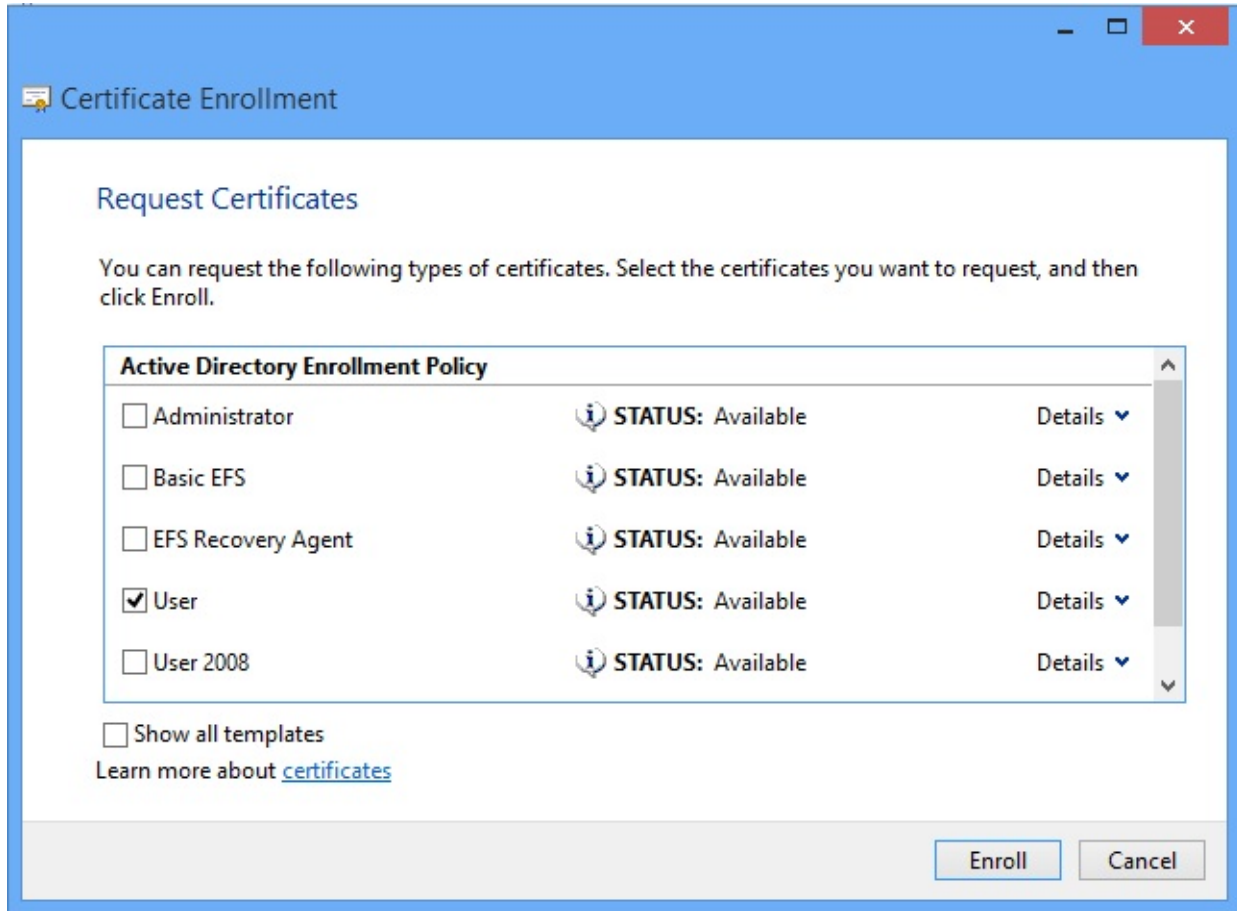 Certificate Enrollment
Request Certificates
You can request the following types of certificates. Select the certificates you want to request, and then
click Enroll.
Active Directory Enrollment Policy
Administrator STATUS: Available Details
Basic EFS STATUS: Available Details
EFS Recovery Agent STATUS: Available Details
User STATUS: Available Details
User 2008 STATUS: Available Details
Show all templates
Learn more about certificates
Enroll Cancel